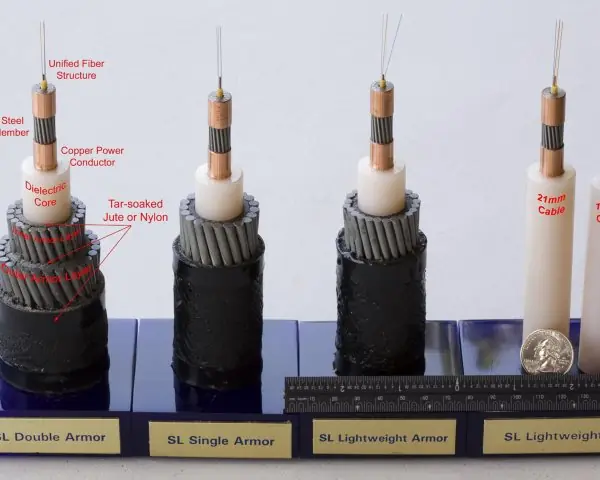 Unified Fiber
Structure
Steel
Member
Copper Power
Conductor
Dielectric
Core
Tar-soaked
Jute or Nylon
21mm
Cable
SL Double Armor
SL Single Armor
SL Lightweight Armor
SL Lightweight